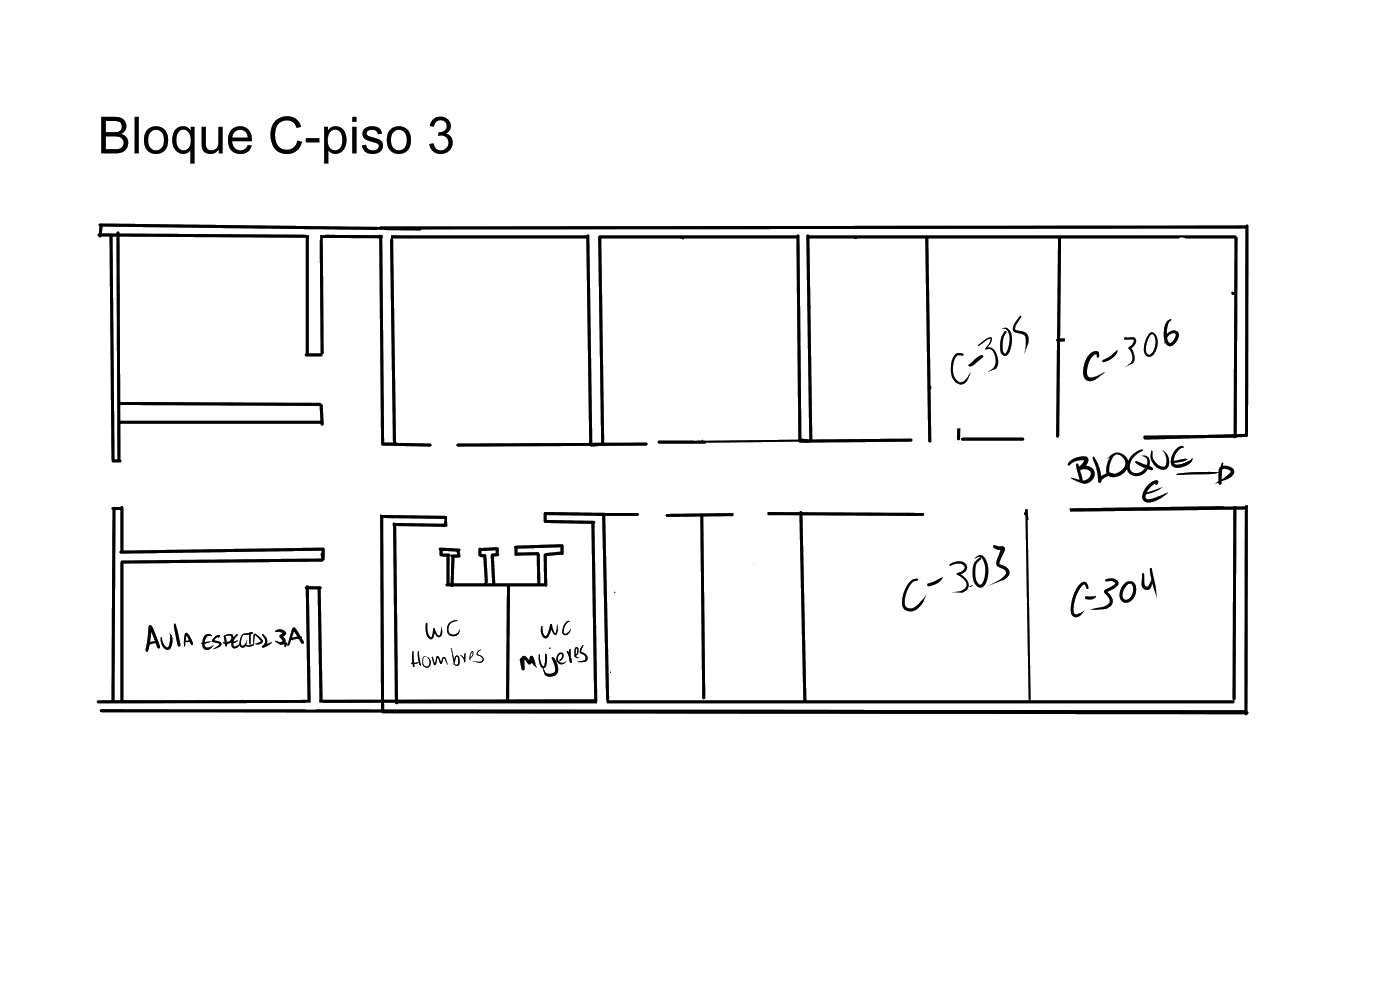 Bloque C-piso 3
C-305
C-306
BLOQUE
E
C-303
C-304
AulA ESPECIAL 3A
WC
Hombres
WC
mujeres